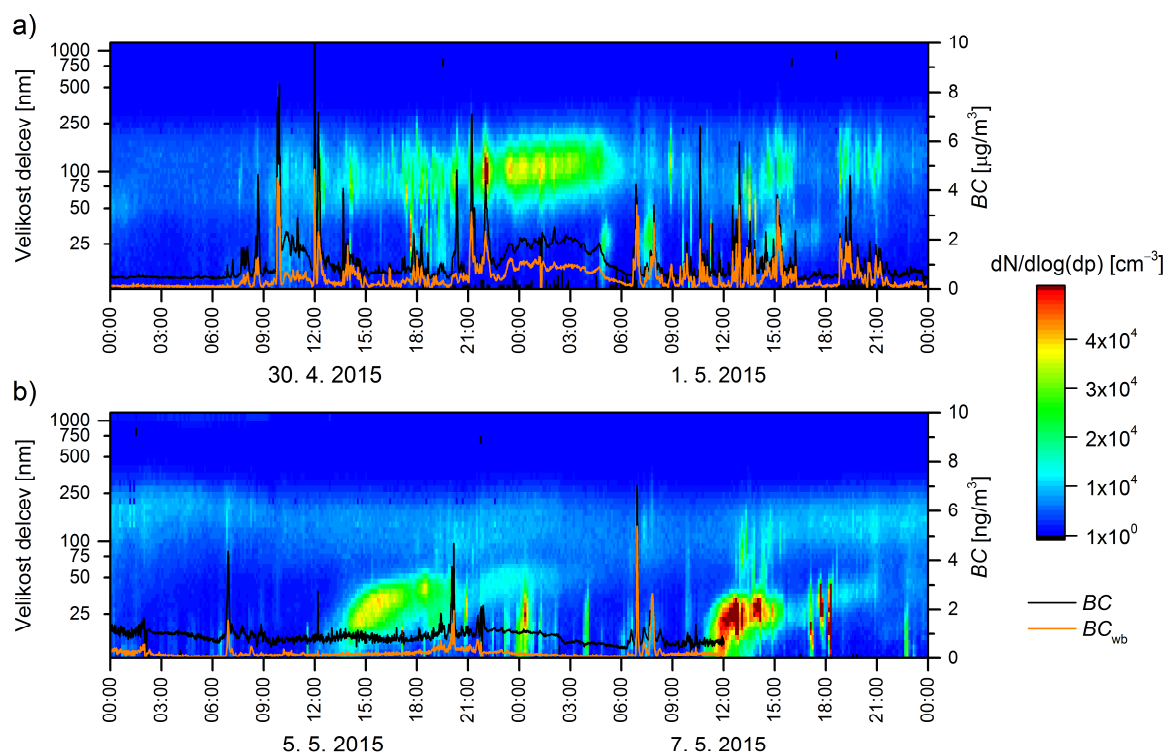 a)
Velikost delcev [nm]
1000
750
500
250
100
75
50
25
10
8
6
4
2
0
BC [µg/m³]
00:00 03:00 06:00 09:00 12:00 15:00 18:00 21:00 00:00 03:00 06:00 09:00 12:00 15:00 18:00 21:00 00:00
30. 4. 2015 1. 5. 2015
b)
Velikost delcev [nm]
1000
750
500
250
100
75
50
25
10
8
6
4
2
0
BC [ng/m³]
00:00 03:00 06:00 09:00 12:00 15:00 18:00 21:00 00:00 03:00 06:00 09:00 12:00 15:00 18:00 21:00 00:00
5. 5. 2015 7. 5. 2015
dN/dlog(dp) [cm⁻³]
4x10⁴
3x10⁴
2x10⁴
1x10⁴
1x10⁰
BC
BCwb